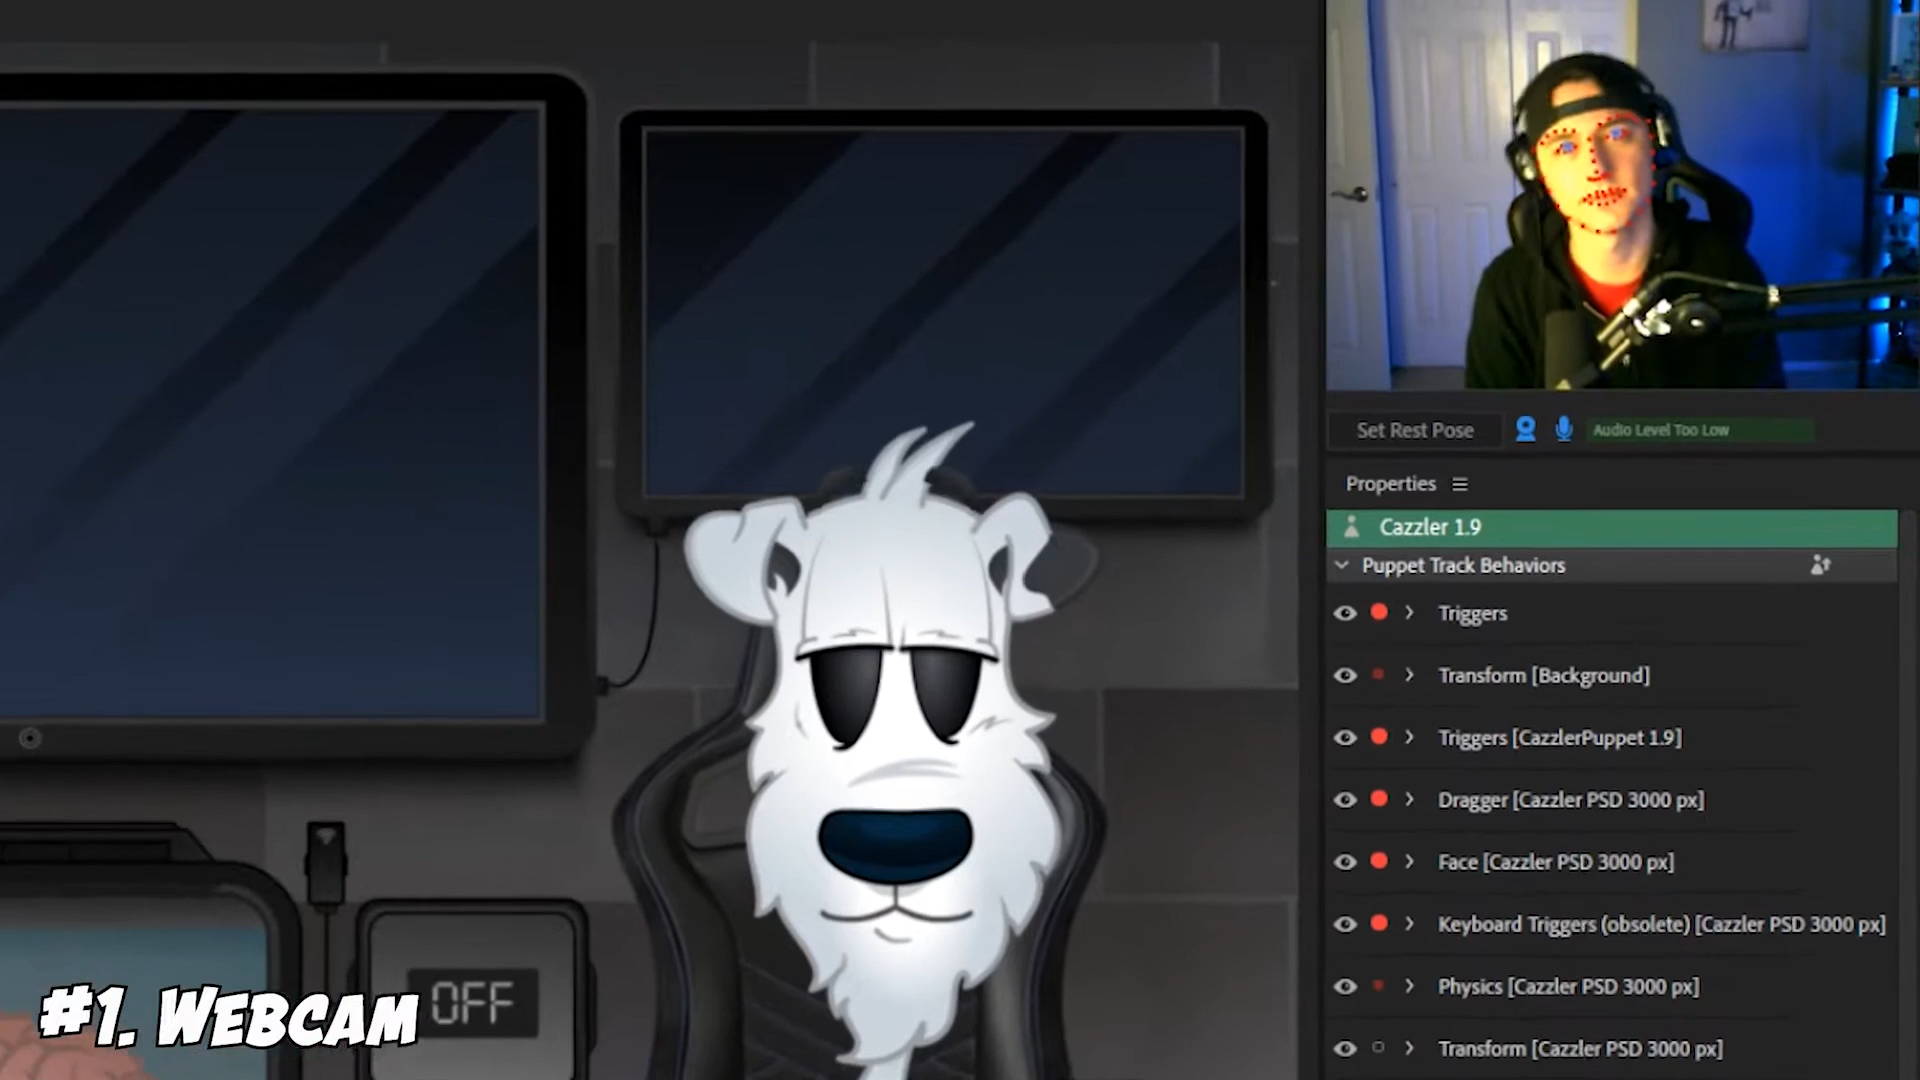 Set Rest Pose
Audio Level Too Low
Properties
Cazzler 1.9
Puppet Track Behaviors
Triggers
Transform [Background]
Triggers [CazzlerPuppet 1.9]
Dragger [Cazzler PSD 3000 px]
Face [Cazzler PSD 3000 px]
Keyboard Triggers (obsolete) [Cazzler PSD 3000 px]
Physics [Cazzler PSD 3000 px]
Transform [Cazzler PSD 3000 px]
OFF
#1. WEBCAM